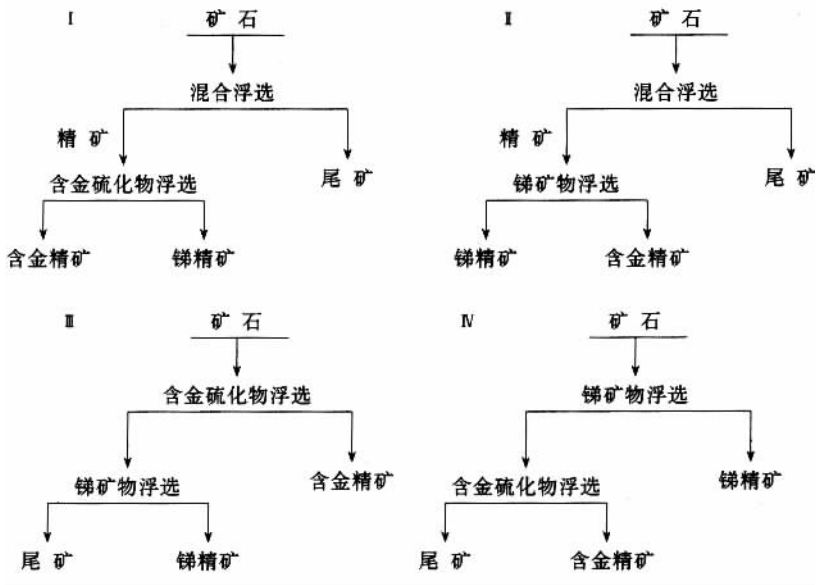 Ⅰ
矿 石
混合浮选
精 矿
尾 矿
含金硫化物浮选
含金精矿
锑精矿
Ⅱ
矿 石
混合浮选
精 矿
尾 矿
锑矿物浮选
锑精矿
含金精矿
Ⅲ
矿 石
含金硫化物浮选
锑矿物浮选
含金精矿
尾 矿
锑精矿
Ⅳ
矿 石
锑矿物浮选
含金硫化物浮选
锑精矿
尾 矿
含金精矿